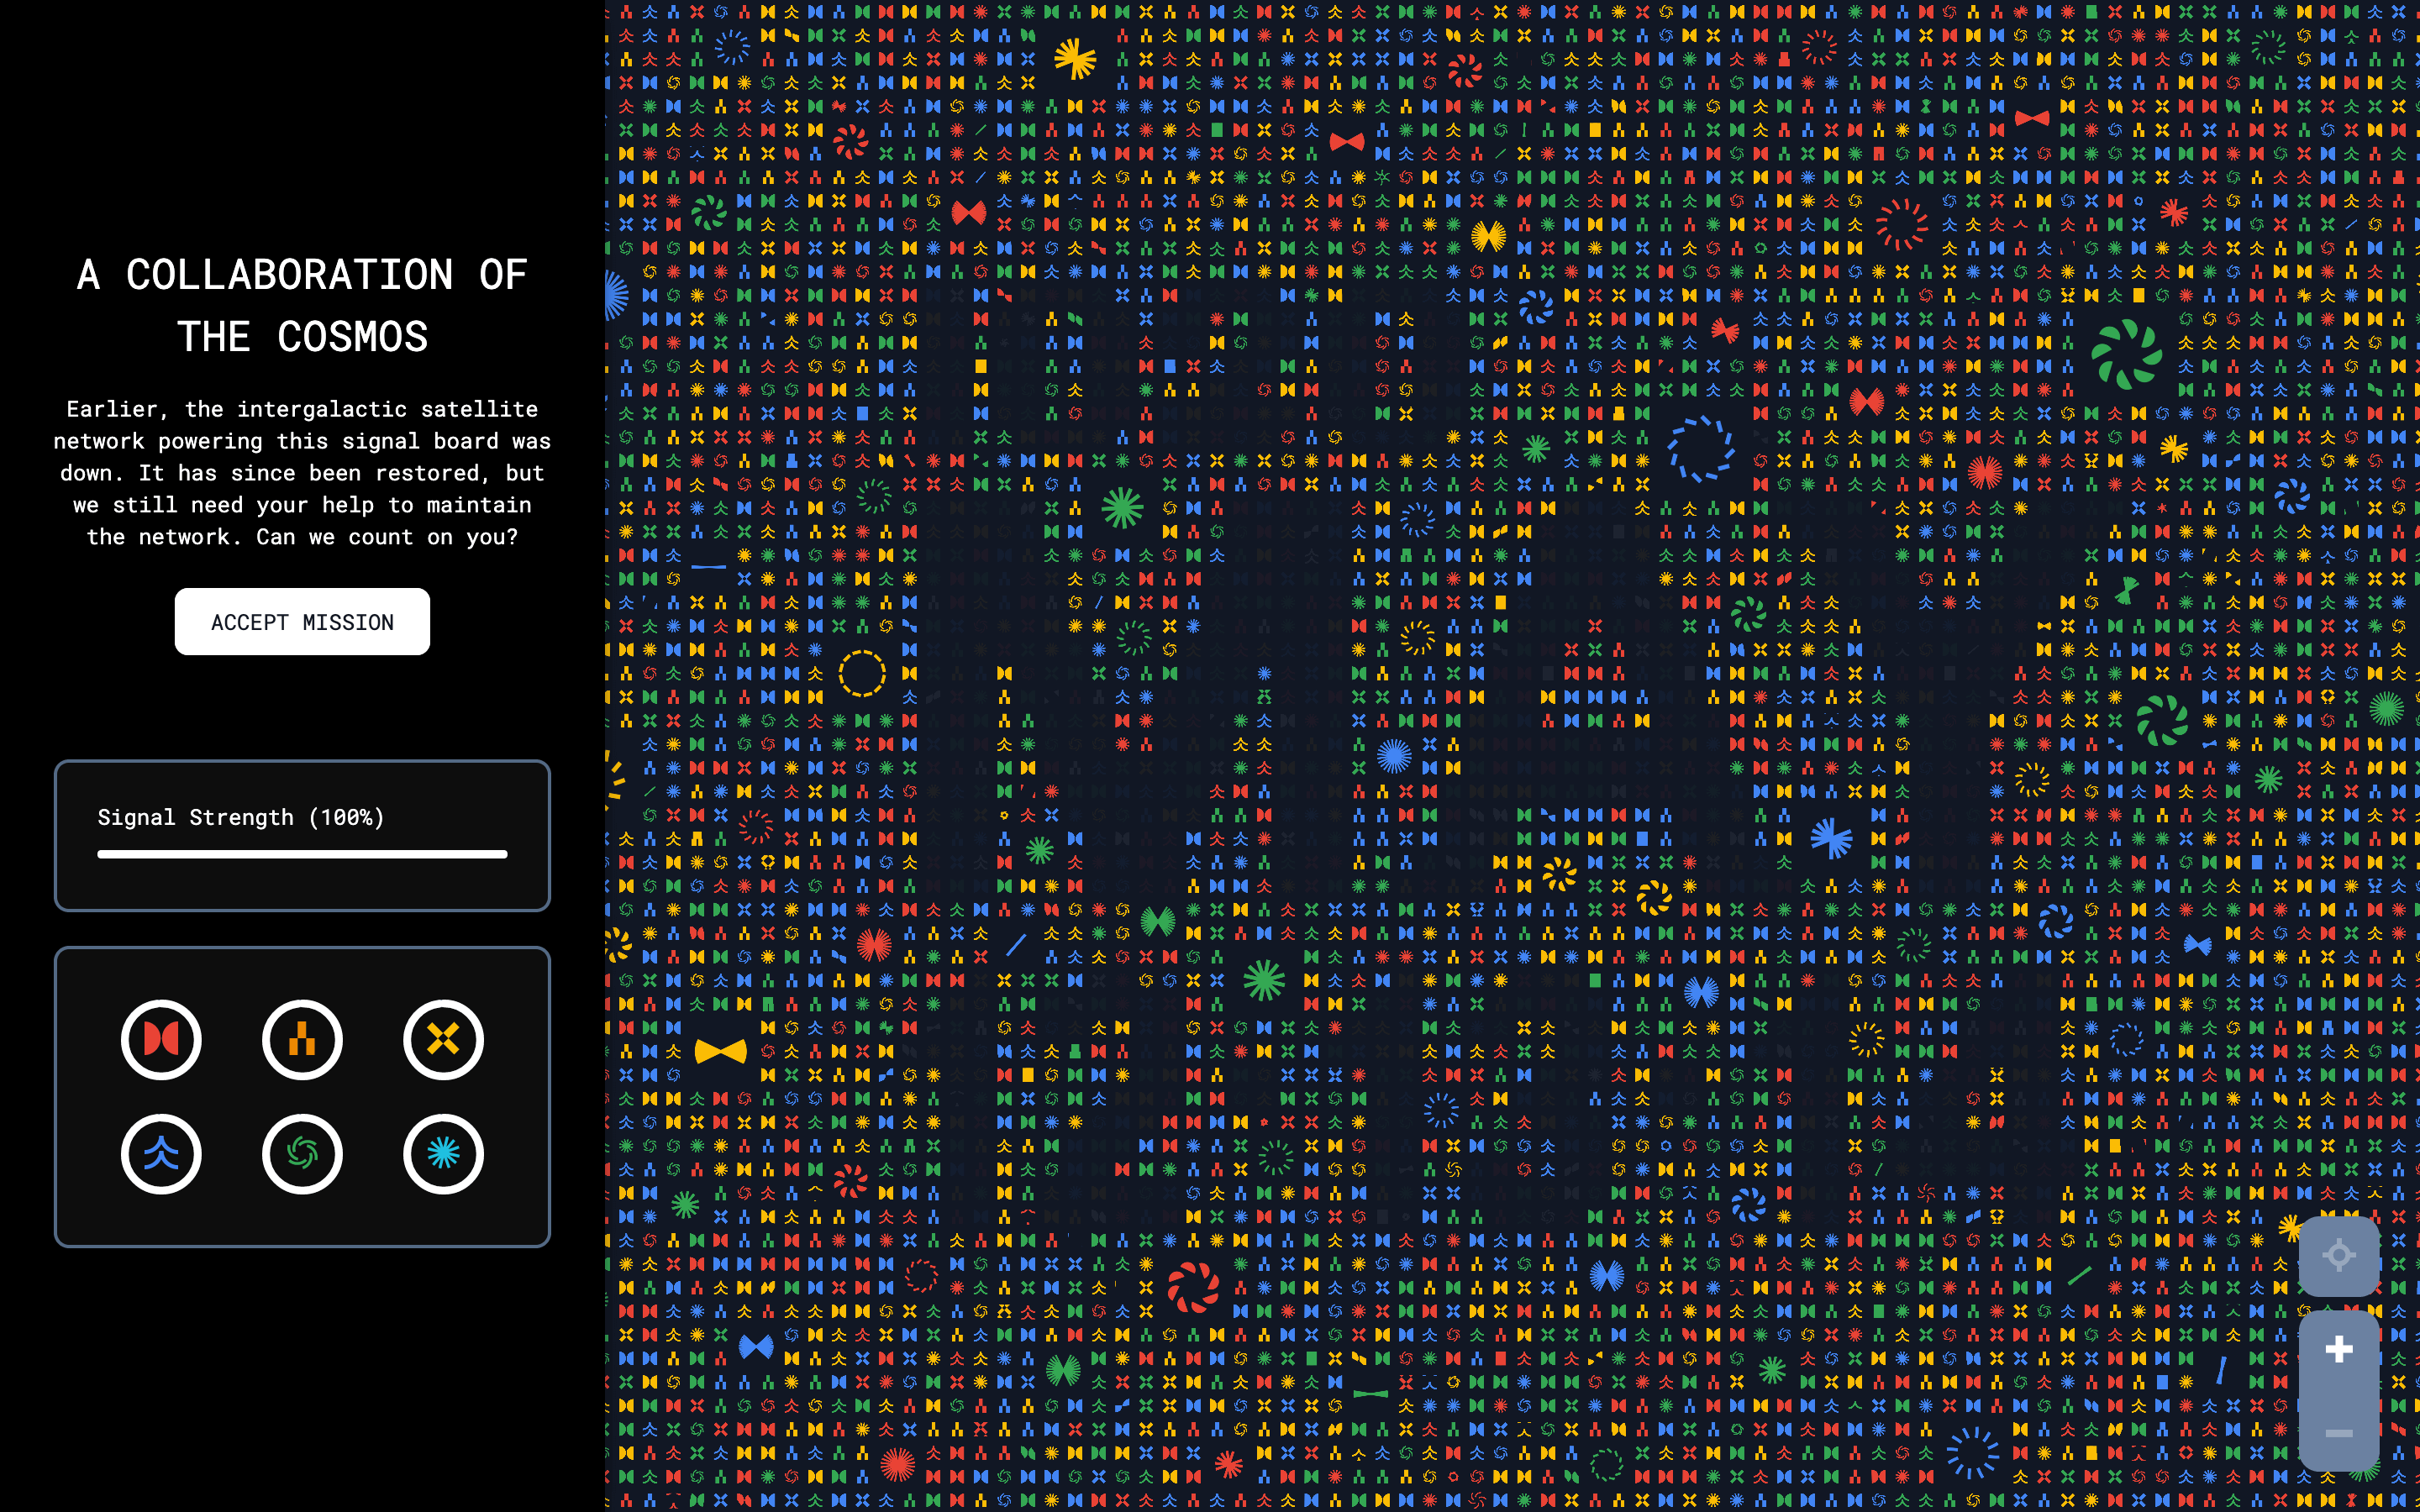 A COLLABORATION OF
THE COSMOS
Earlier, the intergalactic satellite
network powering this signal board was
down. It has since been restored, but
we still need your help to maintain
the network. Can we count on you?
ACCEPT MISSION
Signal Strength (100%)